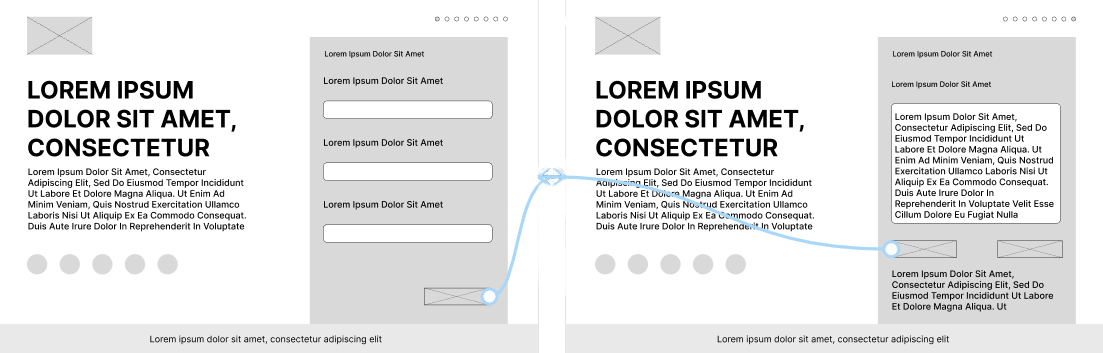 LOREM IPSUM
DOLOR SIT AMET,
CONSECTETUR
Lorem Ipsum Dolor Sit Amet, Consectetur
Adipiscing Elit, Sed Do Eiusmod Tempor Incididunt
Ut Labore Et Dolore Magna Aliqua. Ut Enim Ad
Minim Veniam, Quis Nostrud Exercitation Ullamco
Laboris Nisi Ut Aliquip Ex Ea Commodo Consequat.
Duis Aute Irure Dolor In Reprehenderit In Voluptate
Lorem Ipsum Dolor Sit Amet
Lorem Ipsum Dolor Sit Amet
Lorem Ipsum Dolor Sit Amet
Lorem Ipsum Dolor Sit Amet
Lorem ipsum dolor sit amet, consectetur adipiscing elit
LOREM IPSUM
DOLOR SIT AMET,
CONSECTETUR
Lorem Ipsum Dolor Sit Amet, Consectetur
Adipiscing Elit, Sed Do Eiusmod Tempor Incididunt
Ut Labore Et Dolore Magna Aliqua. Ut Enim Ad
Minim Veniam, Quis Nostrud Exercitation Ullamco
Laboris Nisi Ut Aliquip Ex Ea Commodo Consequat.
Duis Aute Irure Dolor In Reprehenderit In Voluptate
Lorem Ipsum Dolor Sit Amet
Lorem Ipsum Dolor Sit Amet
Lorem Ipsum Dolor Sit Amet,
Consectetur Adipiscing Elit, Sed Do
Eiusmod Tempor Incididunt Ut
Labore Et Dolore Magna Aliqua. Ut
Enim Ad Minim Veniam, Quis Nostrud
Exercitation Ullamco Laboris Nisi Ut
Aliquip Ex Ea Commodo Consequat.
Duis Aute Irure Dolor In
Reprehenderit In Voluptate Velit Esse
Cillum Dolore Eu Fugiat Nulla
Lorem Ipsum Dolor Sit Amet,
Consectetur Adipiscing Elit, Sed Do
Eiusmod Tempor Incididunt Ut Labore Et
Dolore Magna Aliqua. Ut
Lorem ipsum dolor sit amet, consectetur adipiscing elit